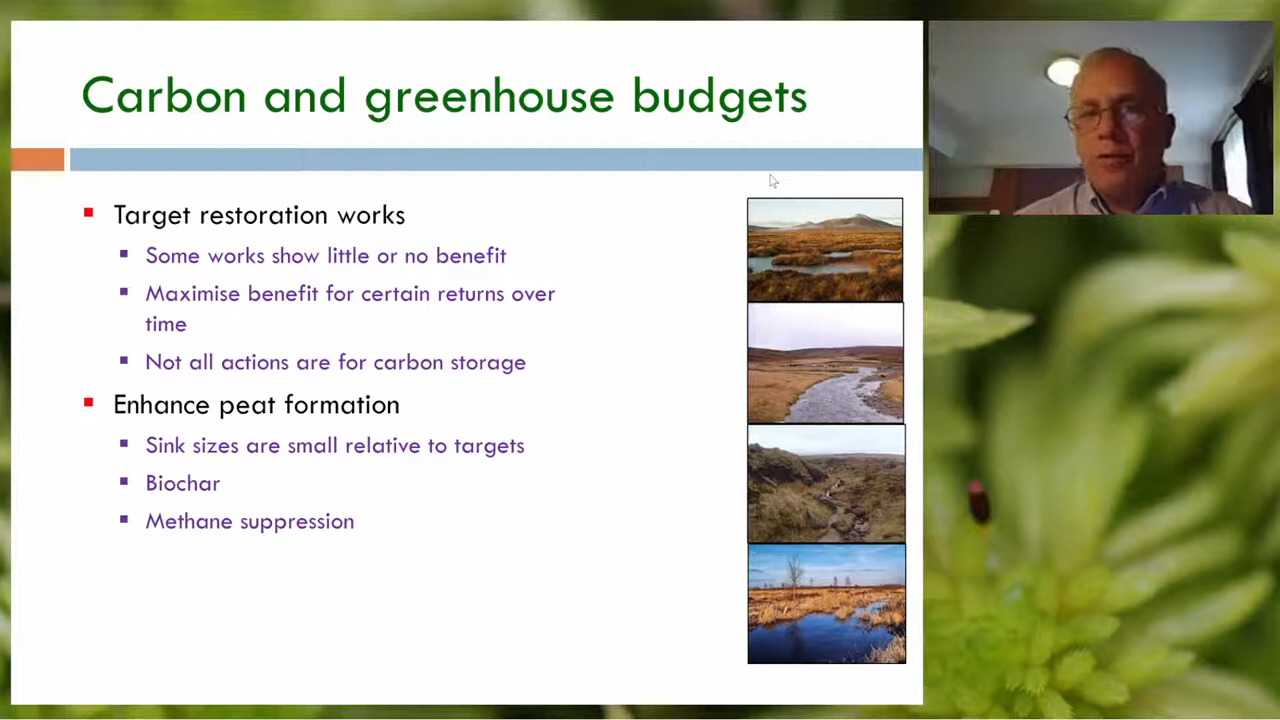 Carbon and greenhouse budgets
Target restoration works
Some works show little or no benefit
Maximise benefit for certain returns over
time
Not all actions are for carbon storage
Enhance peat formation
Sink sizes are small relative to targets
Biochar
Methane suppression